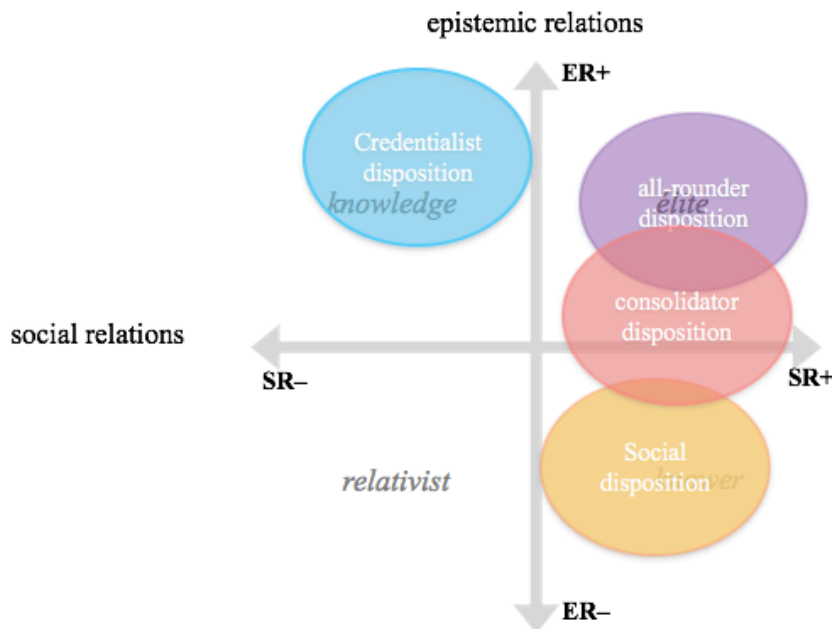 epistemic relations
ER+
Credentialist
disposition
knowledge
all-rounder
élite
disposition
consolidator
disposition
social relations
SR–
SR+
Social
disposition
knower
relativist
ER–